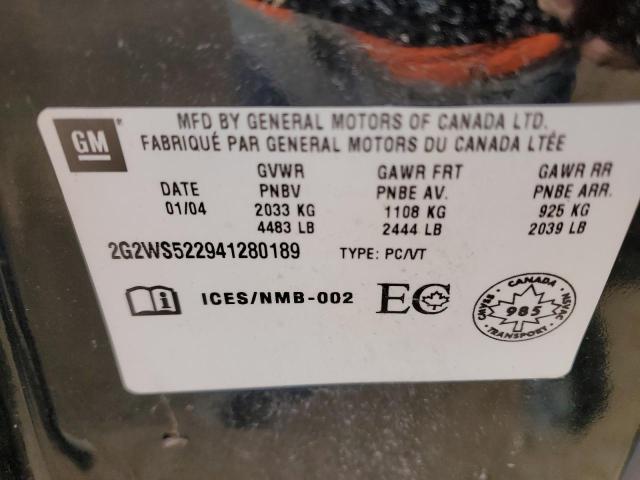 GM
MFD BY GENERAL MOTORS OF CANADA LTD.
FABRIQUÉ PAR GENERAL MOTORS DU CANADA LTÉE
GVWR GAWR FRT GAWR RR
DATE PNBV PNBE AV. PNBE ARR.
01/04 2033 KG 1108 KG 925 KG
4483 LB 2444 LB 2039 LB
2G2WS522941280189 TYPE: PC/VT
ICES/NMB-002 EC
CANADA
CMVSS 985 NSVAC
TRANSPORT